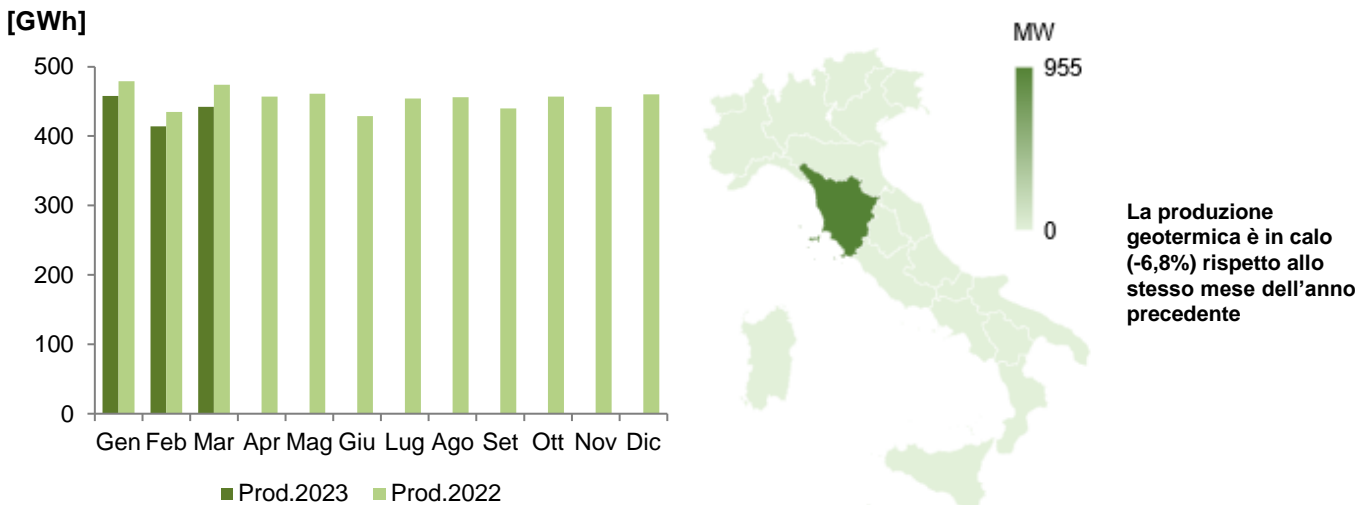 [GWh]
500
400
300
200
100
0
Gen Feb Mar Apr Mag Giu Lug Ago Set Ott Nov Dic
Prod.2023 Prod.2022
MW
955
0
La produzione
geotermica è in calo
(-6,8%) rispetto allo
stesso mese dell’anno
precedente